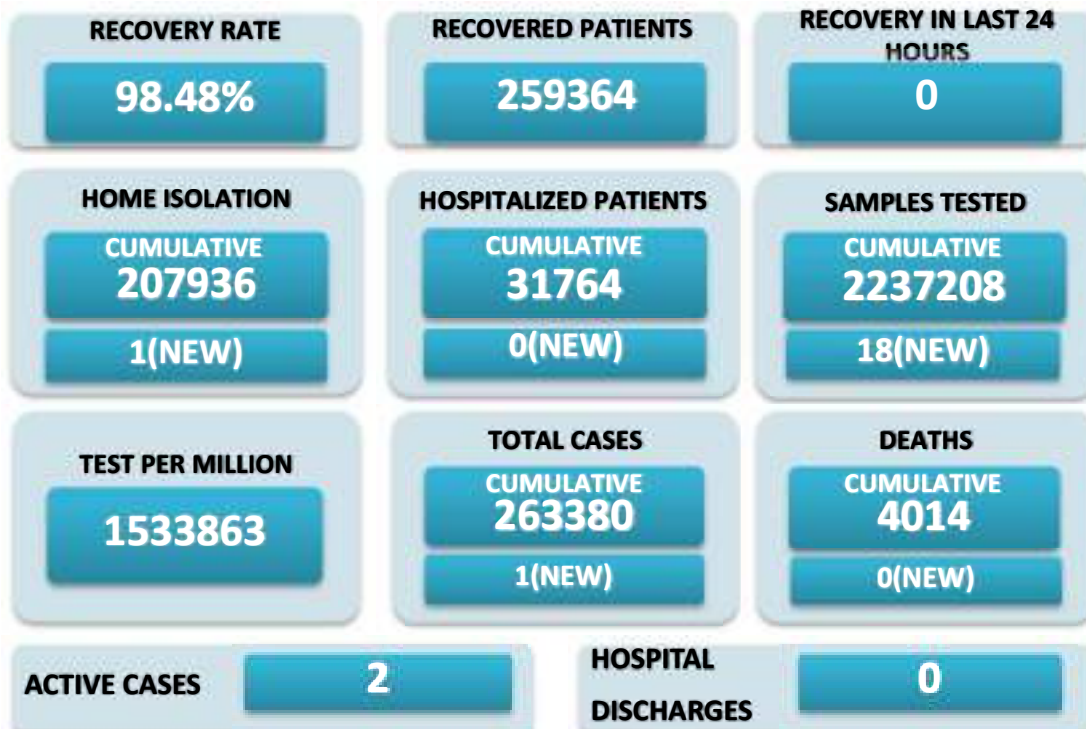 RECOVERY RATE
98.48%
RECOVERED PATIENTS
259364
RECOVERY IN LAST 24
HOURS
0
HOME ISOLATION
CUMULATIVE
207936
1(NEW)
HOSPITALIZED PATIENTS
CUMULATIVE
31764
0(NEW)
SAMPLES TESTED
CUMULATIVE
2237208
18(NEW)
TEST PER MILLION
1533863
TOTAL CASES
CUMULATIVE
263380
1(NEW)
DEATHS
CUMULATIVE
4014
0(NEW)
ACTIVE CASES
2
HOSPITAL
DISCHARGES
0